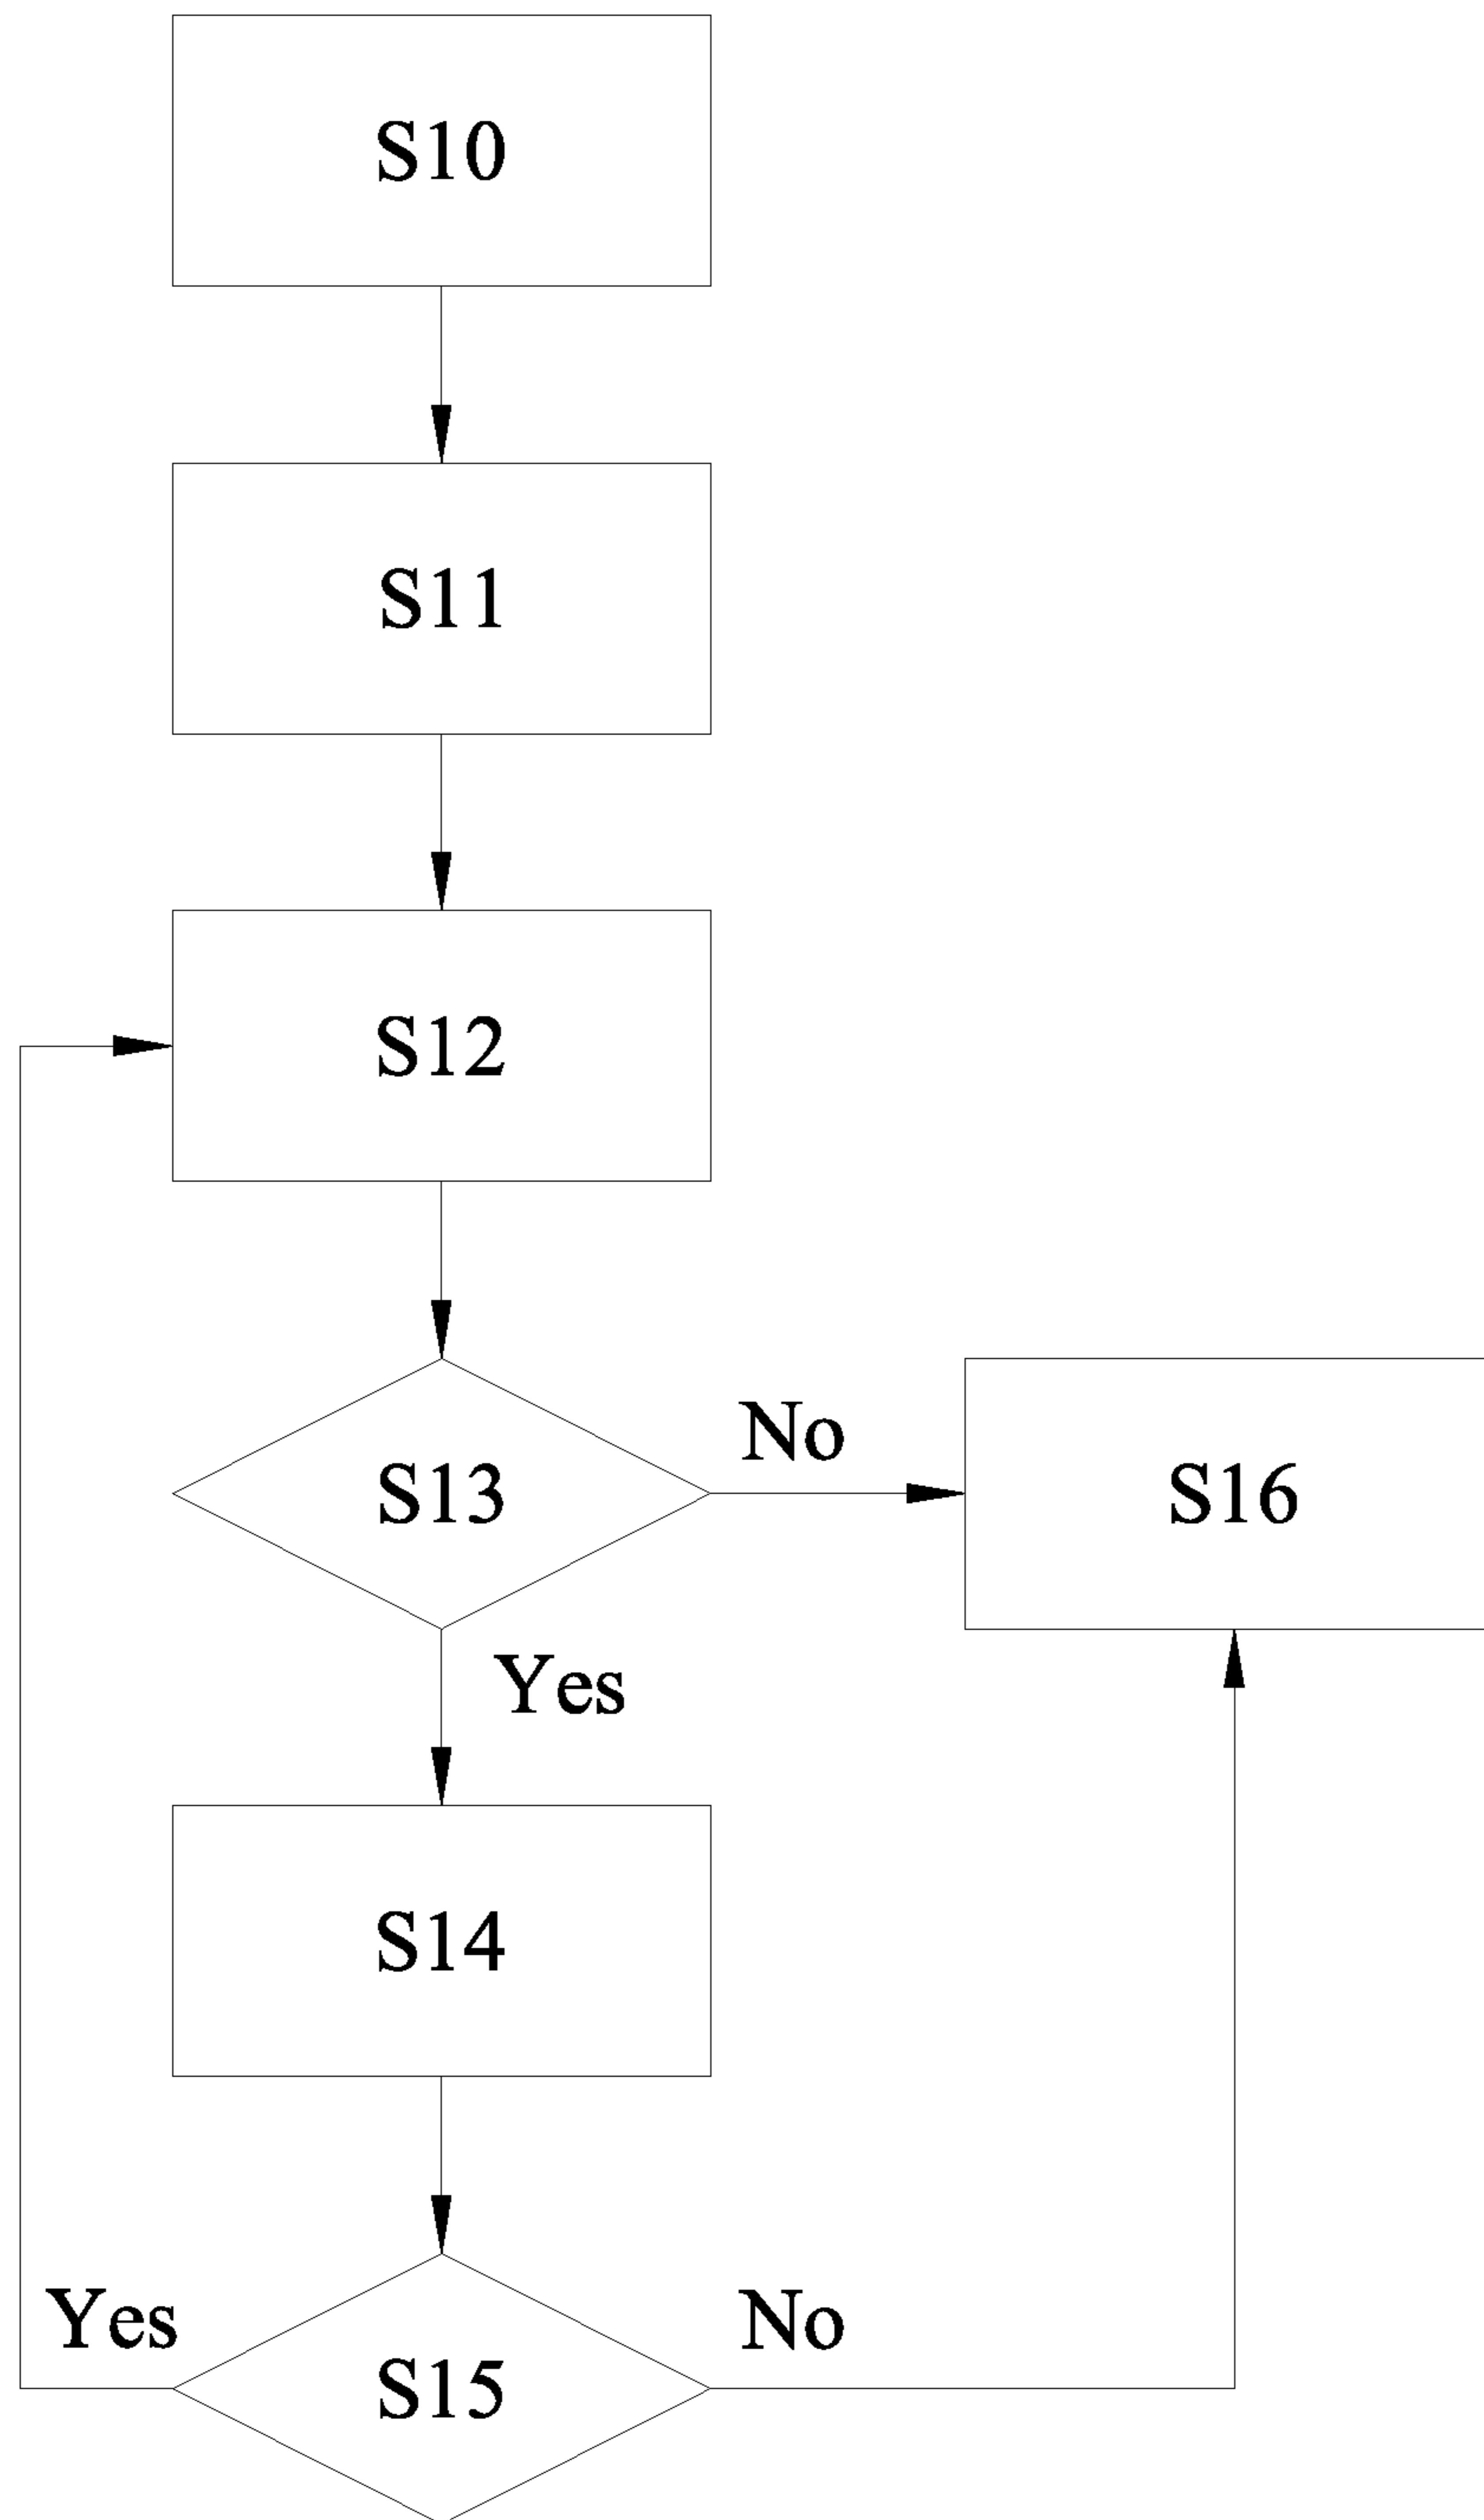 S10
S11
S12
No
S13
S16
Yes
S14
Yes
No
S15